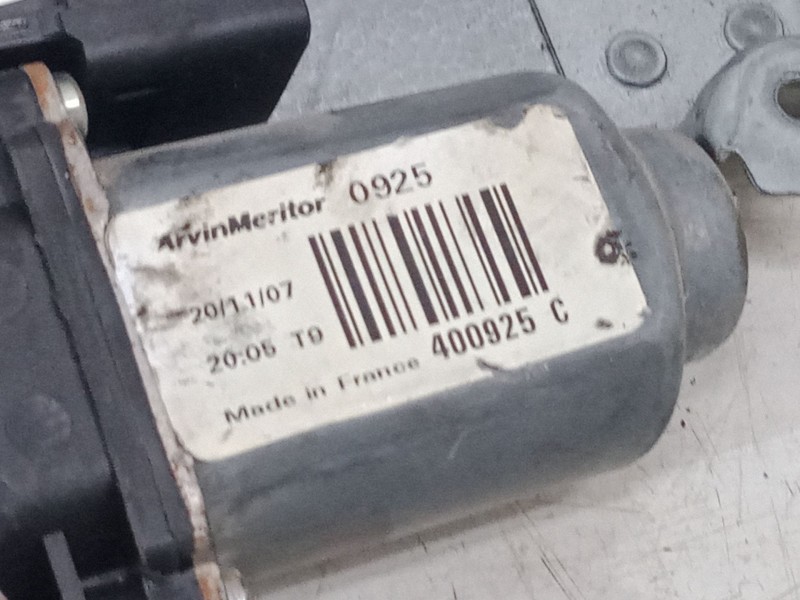 ArvinMeritor 0925
20/11/07
20:05 T9
400925 C
Made in France